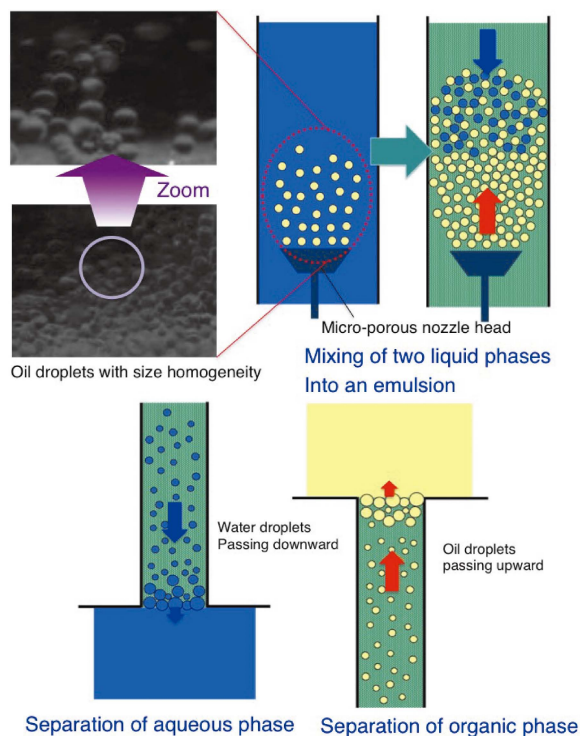 Zoom
Micro-porous nozzle head
Oil droplets with size homogeneity
Mixing of two liquid phases
Into an emulsion
Water droplets
Passing downward
Oil droplets
passing upward
Separation of aqueous phase
Separation of organic phase